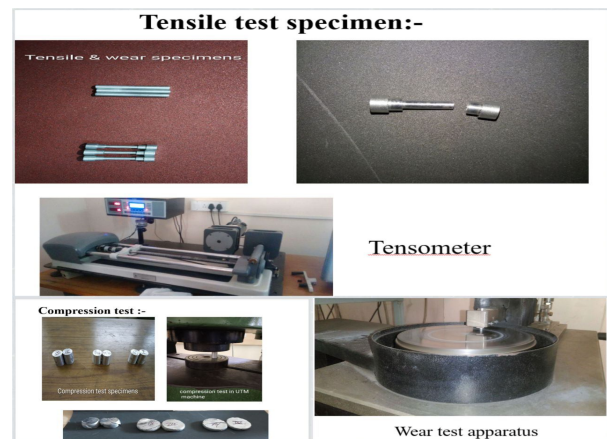 Tensile test specimen:-
Tensile & wear specimens
Tensometer
Compression test :-
Compression test specimens
compression test in UTM
machine
Wear test apparatus